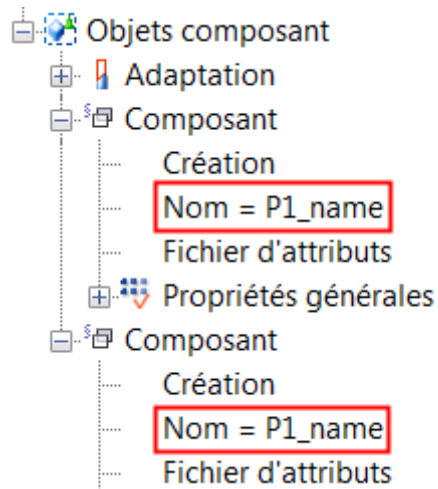 Objets composant
Adaptation
Composant
Création
Nom = P1_name
Fichier d'attributs
Propriétés générales
Composant
Création
Nom = P1_name
Fichier d'attributs